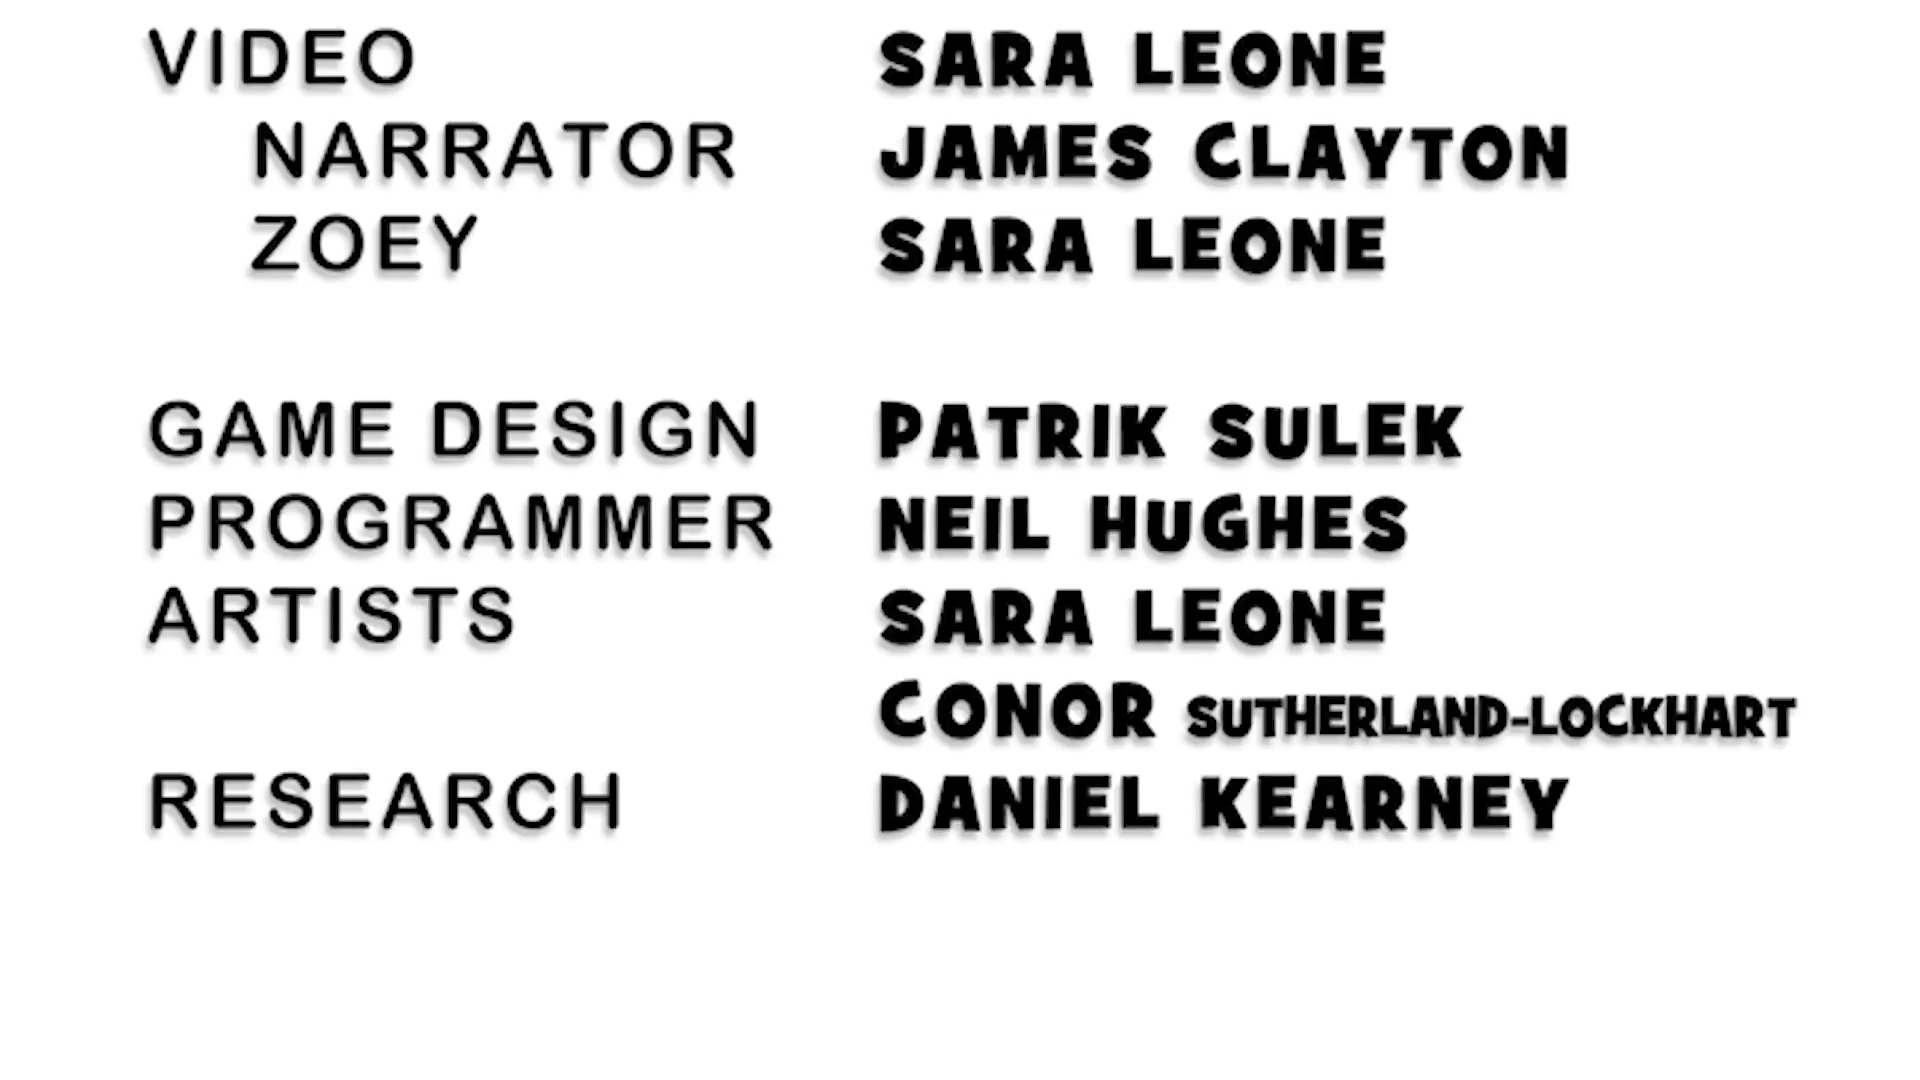 VIDEO SARA LEONE
NARRATOR JAMES CLAYTON
ZOEY SARA LEONE
GAME DESIGN PATRIK SULEK
PROGRAMMER NEIL HUGHES
ARTISTS SARA LEONE
CONOR SUTHERLAND-LOCKHART
RESEARCH DANIEL KEARNEY